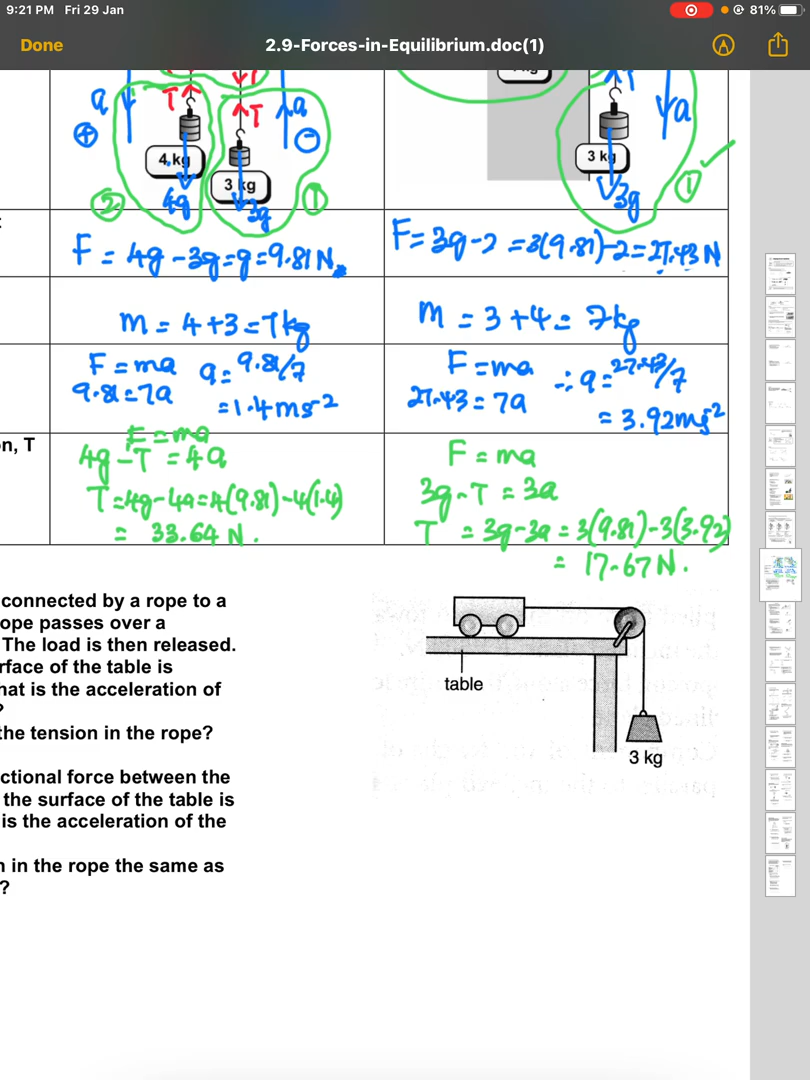 9:21 PM Fri 29 Jan
81%
Done
2.9-Forces-in-Equilibrium.doc(1)
T
T
a
a
T
a
4 kg
3 kg
3 kg
4g
3g
3g
②
①
①
F = 4g - 3g = g = 9.81 N
F = 3g - 2 = 3(9.81) - 2 = 27.43 N
m = 4 + 3 = 7 kg
m = 3 + 4 = 7 kg
F = ma
9.81 = 7a
a = 9.81/7
= 1.4 ms-2
F = ma
27.43 = 7a
∴ a = 27.43/7
= 3.92 ms-2
n, T
F = ma
4g - T = 4a
T = 4g - 4a = 4(9.81) - 4(1.4)
= 33.64 N.
F = ma
3g - T = 3a
T = 3g - 3a = 3(9.81) - 3(3.92)
= 17.67 N.
connected by a rope to a
ope passes over a
The load is then released.
rface of the table is
hat is the acceleration of
?
the tension in the rope?
ctional force between the
the surface of the table is
is the acceleration of the
n in the rope the same as
?
table
3 kg